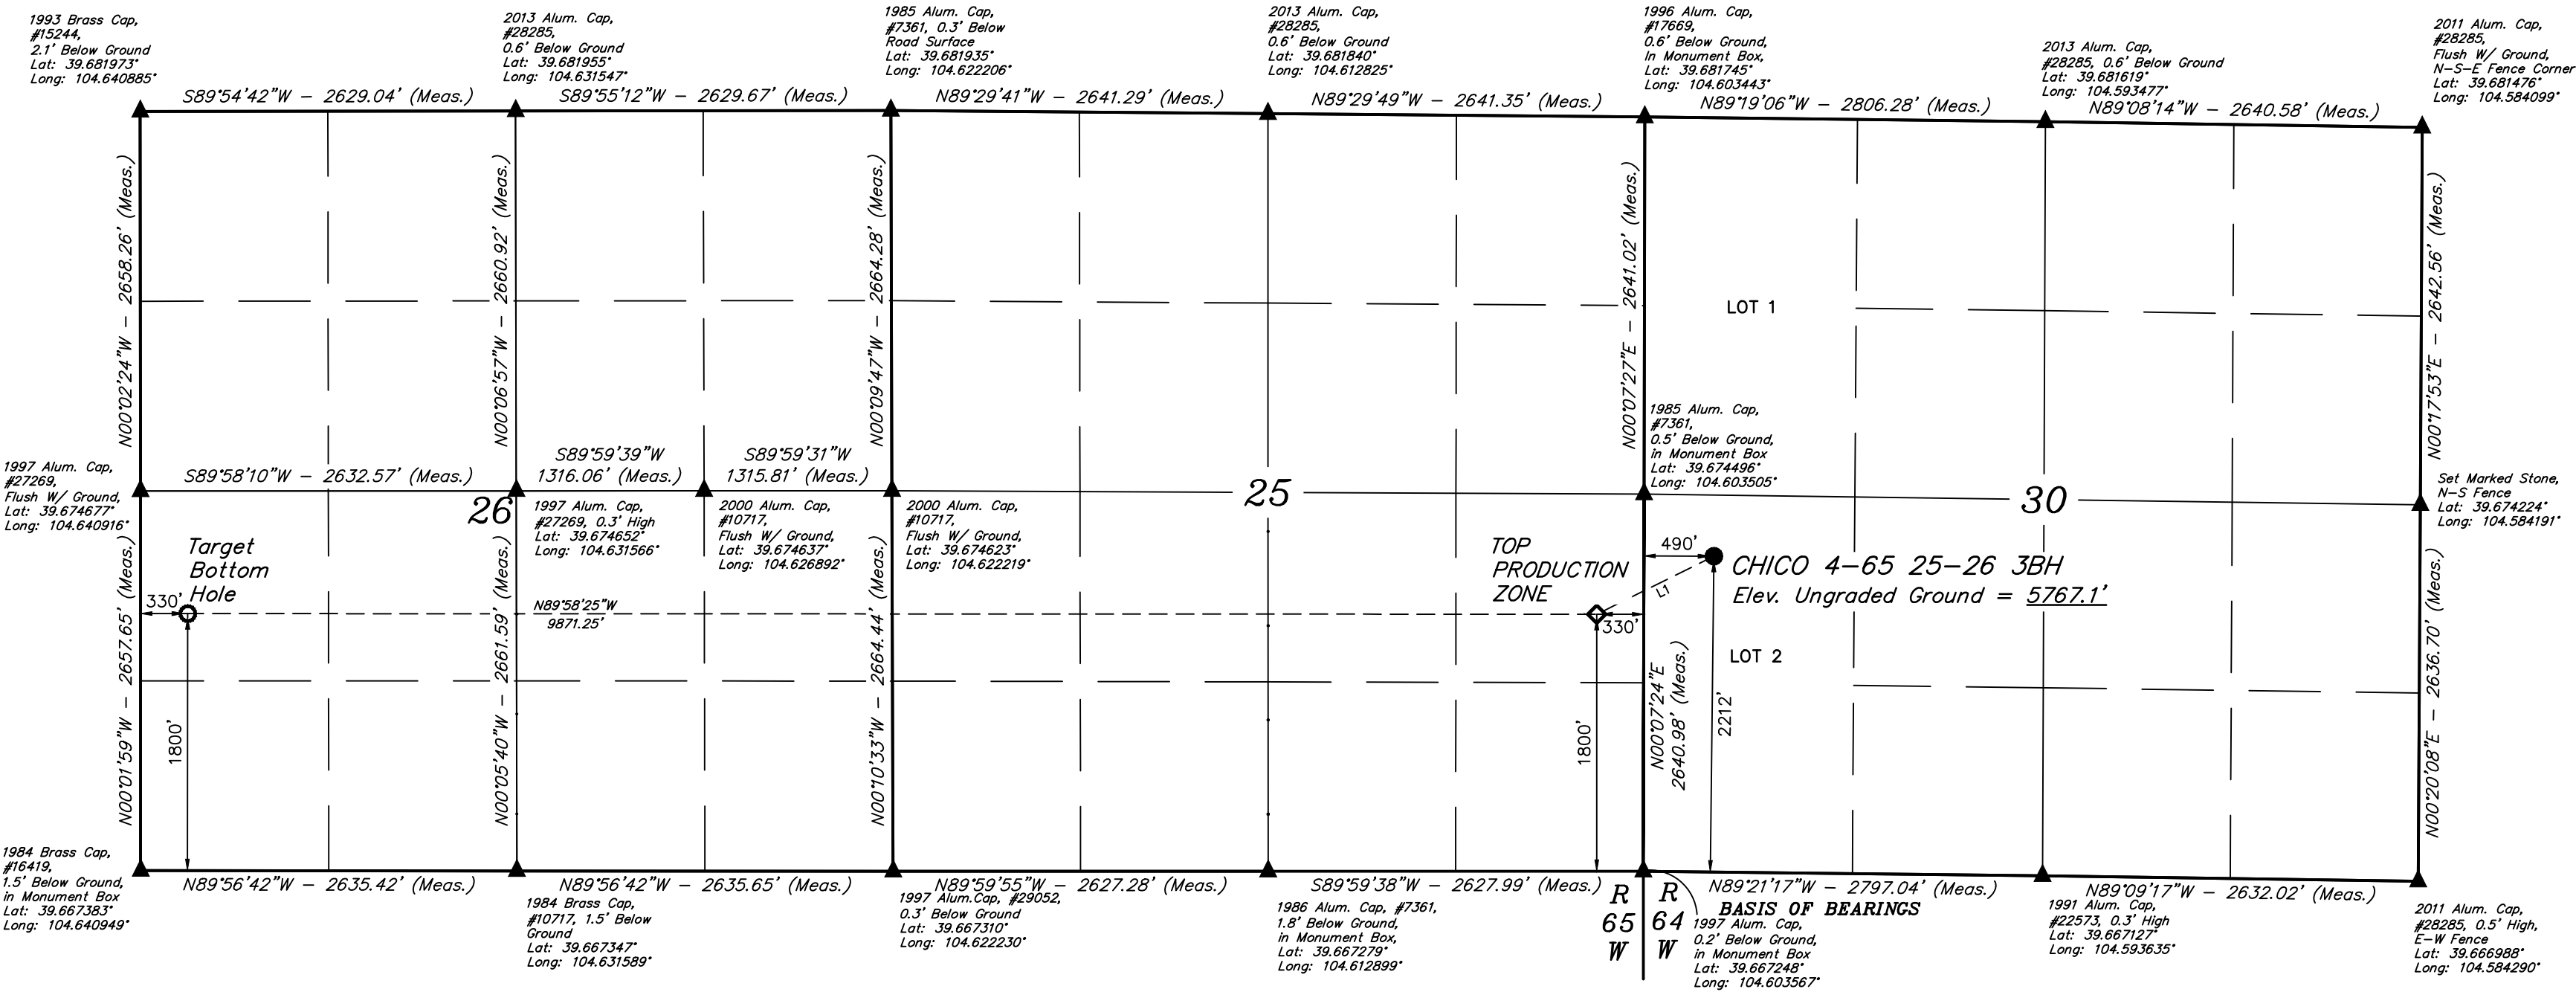 1993 Brass Cap,
#15244,
2.1' Below Ground
Lat: 39.681973°
Long: 104.640885°
2013 Alum. Cap,
#28285,
0.6' Below Ground
Lat: 39.681955°
Long: 104.631547°
1985 Alum. Cap,
#7361, 0.3' Below
Road Surface
Lat: 39.681935°
Long: 104.622206°
2013 Alum. Cap,
#28285,
0.6' Below Ground
Lat: 39.681840°
Long: 104.612825°
1996 Alum. Cap,
#17669,
0.6' Below Ground,
In Monument Box,
Lat: 39.681745°
Long: 104.603443°
2013 Alum. Cap,
#28285, 0.6' Below Ground
Lat: 39.681619°
Long: 104.593477°
2011 Alum. Cap,
#28285,
Flush W/ Ground,
N-S-E Fence Corner
Lat: 39.681476°
Long: 104.584099°
S89°54'42"W - 2629.04' (Meas.)
S89°55'12"W - 2629.67' (Meas.)
N89°29'41"W - 2641.29' (Meas.)
N89°29'49"W - 2641.35' (Meas.)
N89°19'06"W - 2806.28' (Meas.)
N89°08'14"W - 2640.58' (Meas.)
N00°02'24"W - 2658.26' (Meas.)
N00°06'57"W - 2660.92' (Meas.)
N00°09'47"W - 2664.28' (Meas.)
N00°07'27"E - 2641.02' (Meas.)
N00°17'53"E - 2642.56' (Meas.)
LOT 1
1985 Alum. Cap,
#7361,
0.5' Below Ground,
in Monument Box
Lat: 39.674496°
Long: 104.603505°
1997 Alum. Cap,
#27269,
Flush W/ Ground,
Lat: 39.674677°
Long: 104.640916°
S89°58'10"W - 2632.57' (Meas.)
S89°59'39"W
1316.06' (Meas.)
S89°59'31"W
1315.81' (Meas.)
26
25
30
1997 Alum. Cap,
#27269, 0.3' High
Lat: 39.674652°
Long: 104.631566°
2000 Alum. Cap,
#10717,
Flush W/ Ground,
Lat: 39.674637°
Long: 104.626892°
2000 Alum. Cap,
#10717,
Flush W/ Ground,
Lat: 39.674623°
Long: 104.622219°
Set Marked Stone,
N-S Fence
Lat: 39.674224°
Long: 104.584191°
Target
Bottom
Hole
330'
N89°58'25"W
9871.25'
TOP
PRODUCTION
ZONE
490'
L1
330'
CHICO 4-65 25-26 3BH
Elev. Ungraded Ground = 5767.1'
LOT 2
N00°01'59"W - 2657.65' (Meas.)
1800'
N00°05'40"W - 2661.59' (Meas.)
N00°10'33"W - 2664.44' (Meas.)
1800'
N00°07'24"E
2640.98' (Meas.)
2212'
N00°20'08"E - 2636.70' (Meas.)
1984 Brass Cap,
#16419,
1.5' Below Ground,
in Monument Box
Lat: 39.667383°
Long: 104.640949°
N89°56'42"W - 2635.42' (Meas.)
N89°56'42"W - 2635.65' (Meas.)
N89°59'55"W - 2627.28' (Meas.)
S89°59'38"W - 2627.99' (Meas.)
N89°21'17"W - 2797.04' (Meas.)
N89°09'17"W - 2632.02' (Meas.)
BASIS OF BEARINGS
1984 Brass Cap,
#10717, 1.5' Below
Ground
Lat: 39.667347°
Long: 104.631589°
1997 Alum.Cap, #29052,
0.3' Below Ground
Lat: 39.667310°
Long: 104.622230°
1986 Alum. Cap, #7361,
1.8' Below Ground,
in Monument Box,
Lat: 39.667279°
Long: 104.612899°
R
65
W
R
64
W
1997 Alum. Cap,
0.2' Below Ground,
in Monument Box
Lat: 39.667248°
Long: 104.603567°
1991 Alum. Cap,
#22573, 0.3' High
Lat: 39.667127°
Long: 104.593635°
2011 Alum. Cap,
#28285, 0.5' High,
E-W Fence
Lat: 39.666988°
Long: 104.584290°